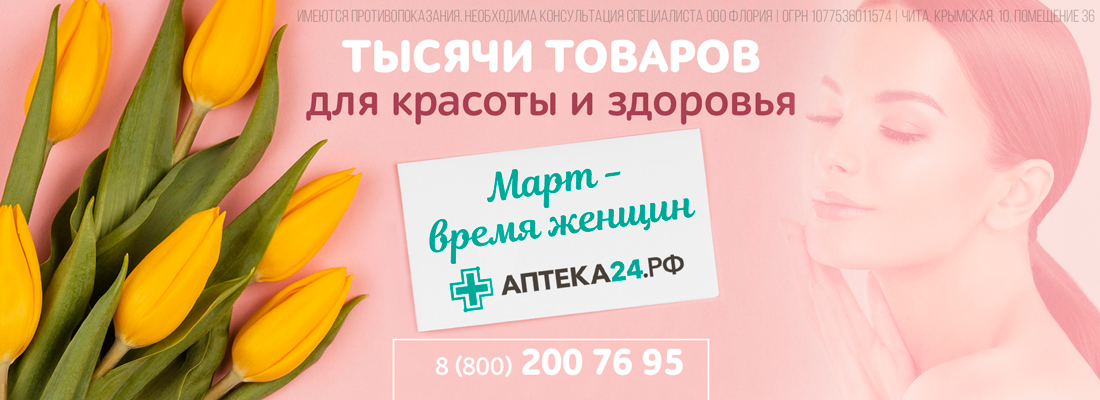 ИМЕЮТСЯ ПРОТИВОПОКАЗАНИЯ. НЕОБХОДИМА КОНСУЛЬТАЦИЯ СПЕЦИАЛИСТА ООО ФЛОРИЯ | ОГРН 1077536011574 | ЧИТА, КРЫМСКАЯ, 10, ПОМЕЩЕНИЕ 36
ТЫСЯЧИ ТОВАРОВ
для красоты и здоровья
Март –
время женщин
АПТЕКА24.РФ
8 (800) 200 76 95